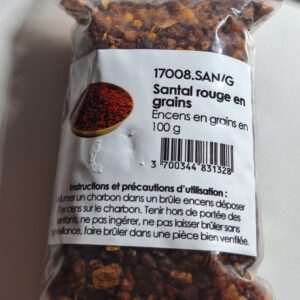 17008.SAN/G
Santal rouge en
grains
Encens en grains en
100 g
3 700344 831328
Instructions et précautions d'utilisation :
Allumer un charbon dans un brûle encens déposer
l'encens sur le charbon. Tenir hors de portée des
enfants, ne pas ingérer, ne pas laisser brûler sans
surveillance, faire brûler dans une pièce bien ventilée.